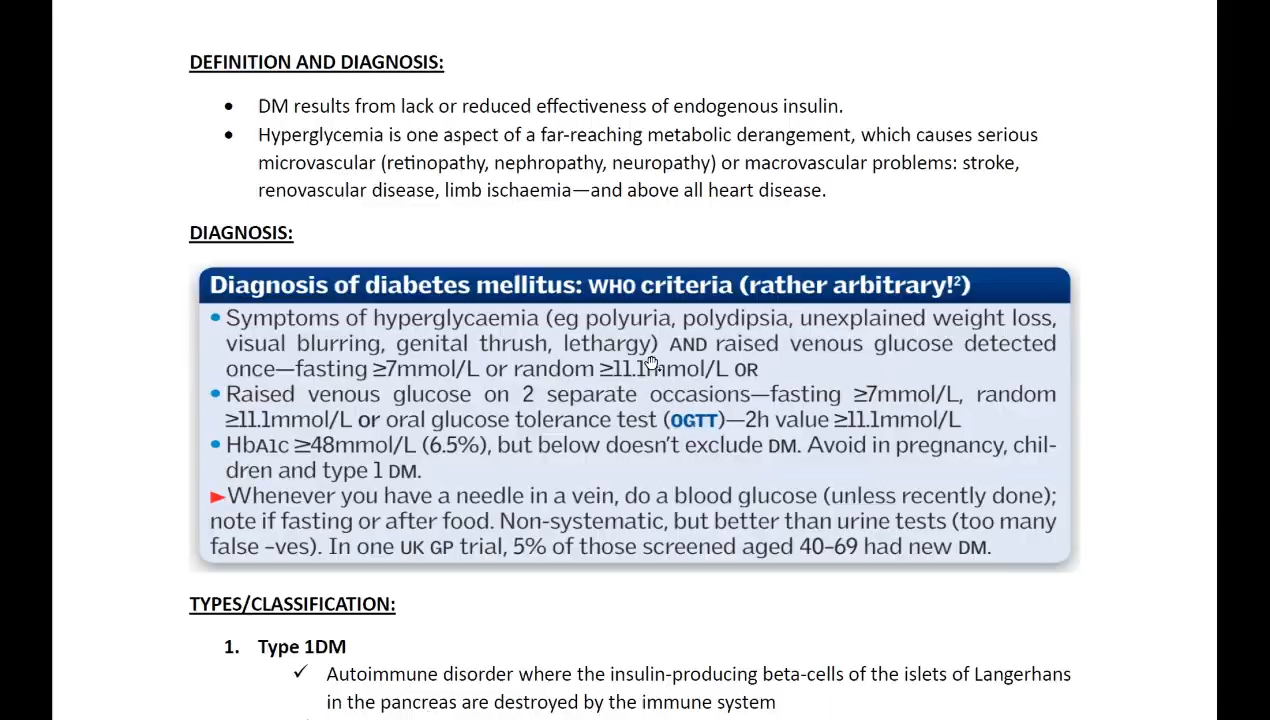 DEFINITION AND DIAGNOSIS:
• DM results from lack or reduced effectiveness of endogenous insulin.
• Hyperglycemia is one aspect of a far-reaching metabolic derangement, which causes serious
microvascular (retinopathy, nephropathy, neuropathy) or macrovascular problems: stroke,
renovascular disease, limb ischaemia—and above all heart disease.
DIAGNOSIS:
Diagnosis of diabetes mellitus: WHO criteria (rather arbitrary!²)
• Symptoms of hyperglycaemia (eg polyuria, polydipsia, unexplained weight loss,
visual blurring, genital thrush, lethargy) AND raised venous glucose detected
once—fasting ≥7mmol/L or random ≥11.1mmol/L OR
• Raised venous glucose on 2 separate occasions—fasting ≥7mmol/L, random
≥11.1mmol/L or oral glucose tolerance test (OGTT)—2h value ≥11.1mmol/L
• HbA1c ≥48mmol/L (6.5%), but below doesn't exclude DM. Avoid in pregnancy, chil-
dren and type 1 DM.
►Whenever you have a needle in a vein, do a blood glucose (unless recently done);
note if fasting or after food. Non-systematic, but better than urine tests (too many
false –ves). In one UK GP trial, 5% of those screened aged 40–69 had new DM.
TYPES/CLASSIFICATION:
1. Type 1DM
✓ Autoimmune disorder where the insulin-producing beta-cells of the islets of Langerhans
in the pancreas are destroyed by the immune system